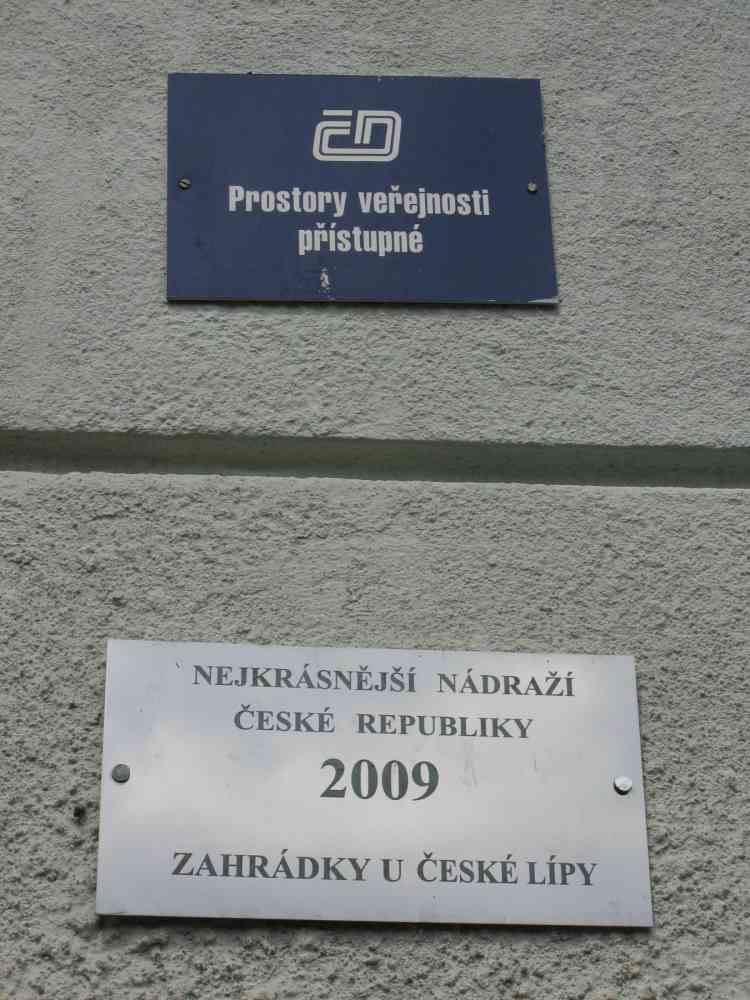 ČD
Prostory veřejnosti
přístupné
NEJKRÁSNĚJŠÍ NÁDRAŽÍ
ČESKÉ REPUBLIKY
2009
ZAHRÁDKY U ČESKÉ LÍPY